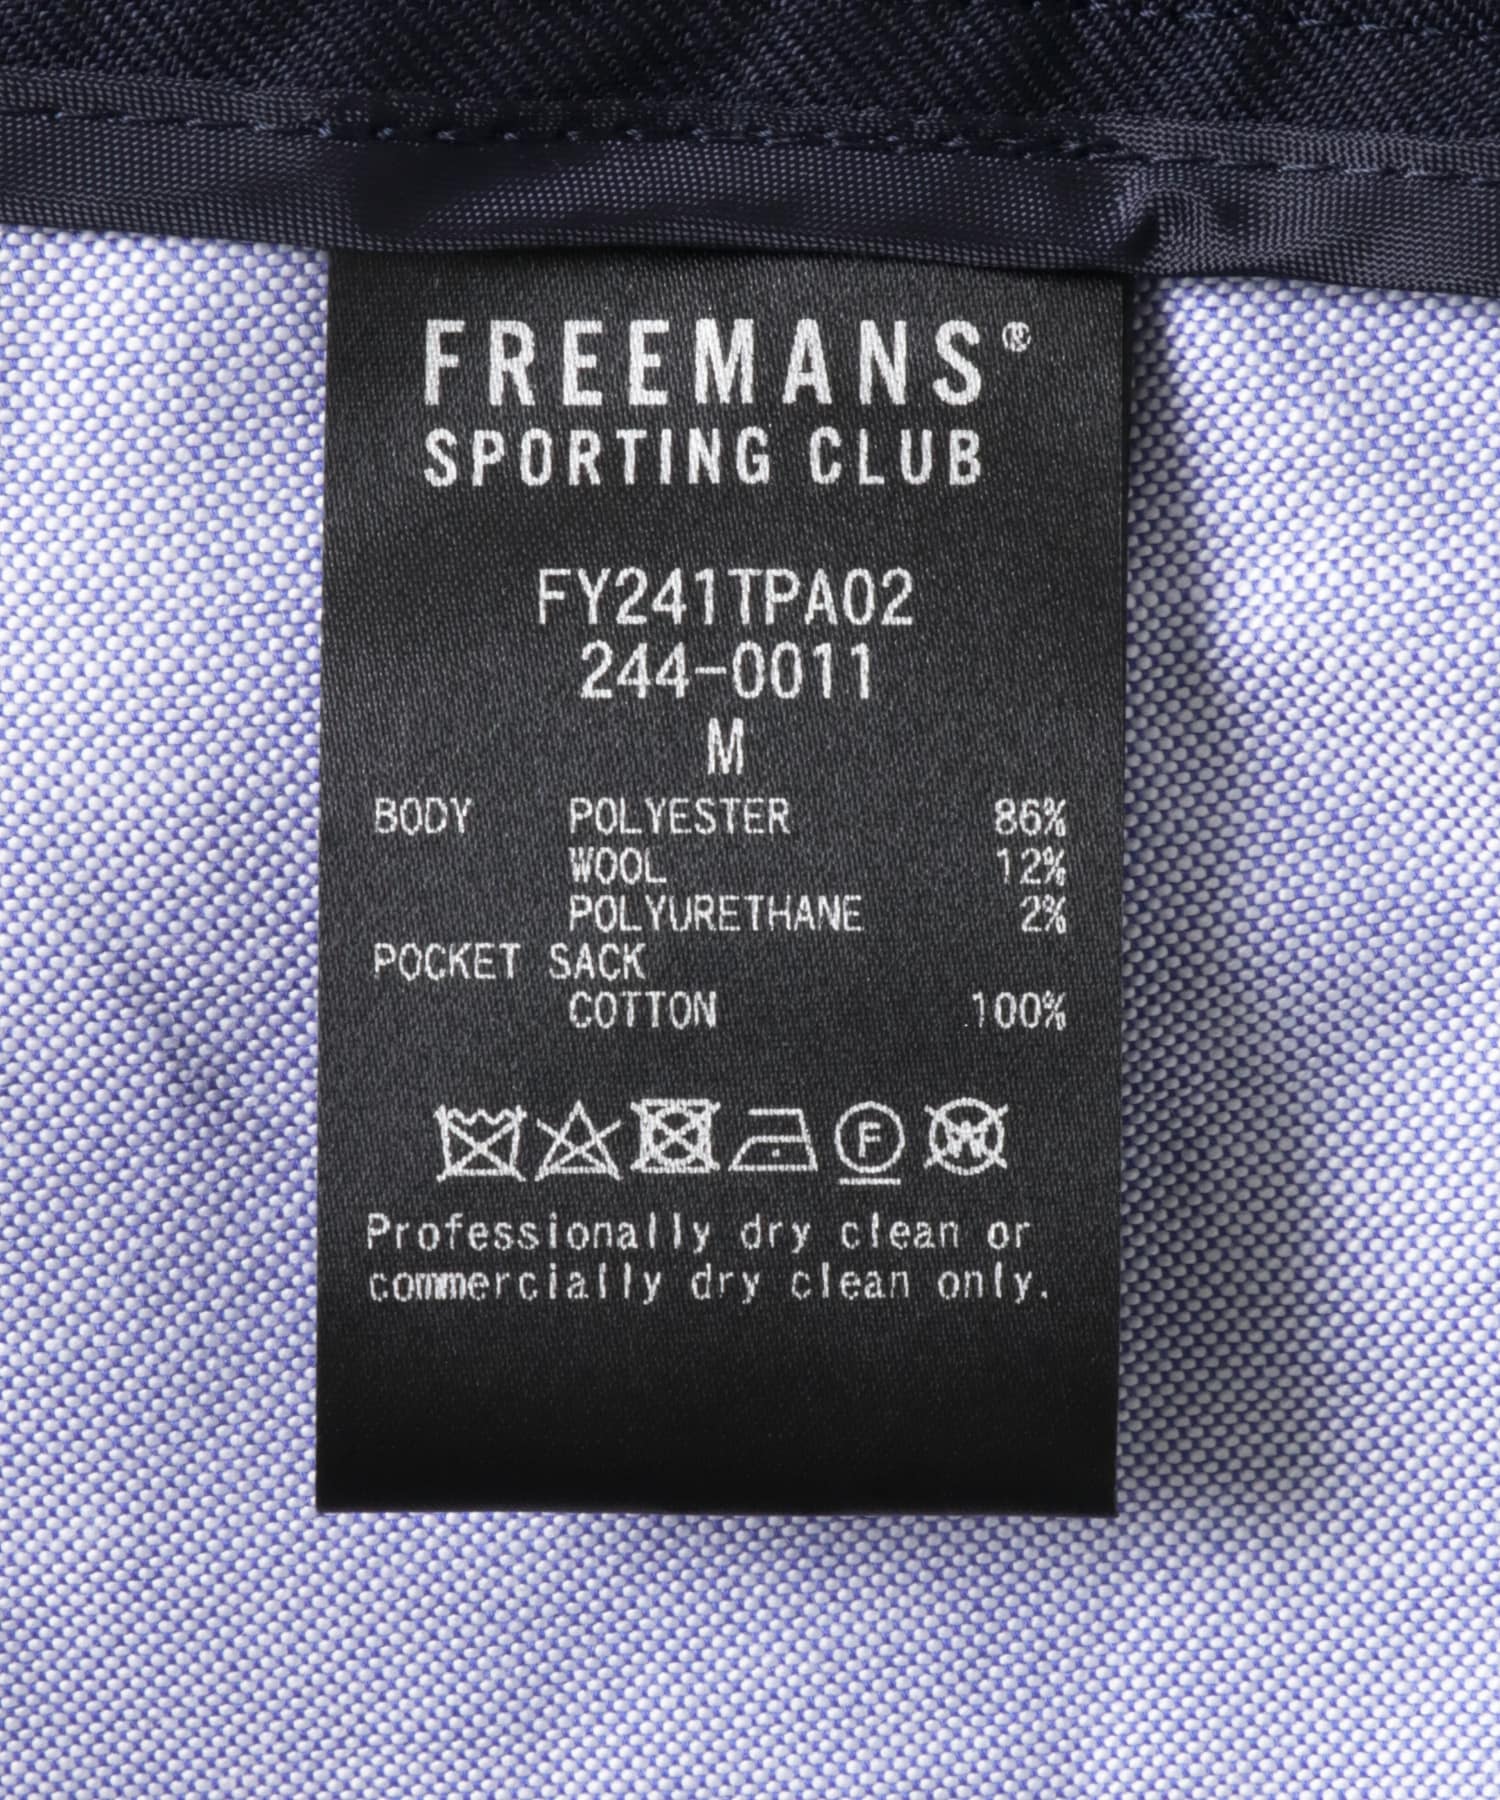 FREEMANS®
SPORTING CLUB
FY241TPA02
244-0011
M
BODY POLYESTER 86%
WOOL 12%
POLYURETHANE 2%
POCKET SACK
COTTON 100%
F W
Professionally dry clean or
commercially dry clean only.